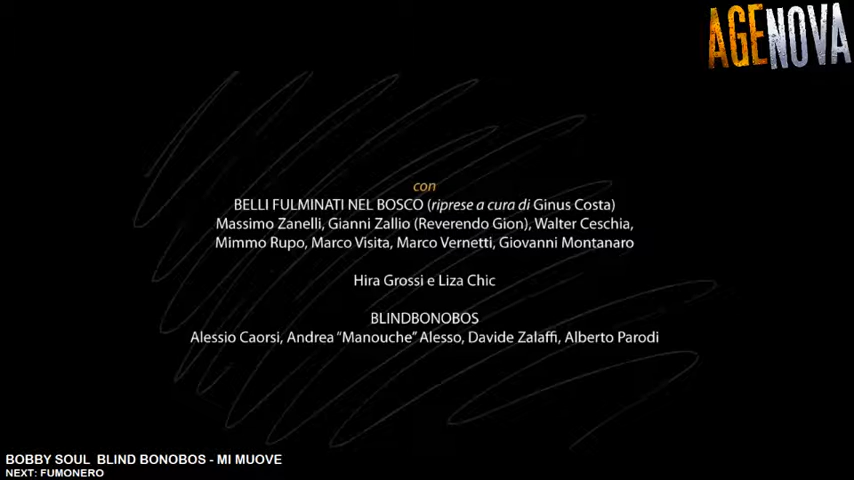 AGENOVA
con
BELLI FULMINATI NEL BOSCO (riprese a cura di Ginus Costa)
Massimo Zanelli, Gianni Zallio (Reverendo Gion), Walter Ceschia,
Mimmo Rupo, Marco Visita, Marco Vernetti, Giovanni Montanaro
Hira Grossi e Liza Chic
BLINDBONOBOS
Alessio Caorsi, Andrea “Manouche” Alesso, Davide Zalaffi, Alberto Parodi
BOBBY SOUL  BLIND BONOBOS - MI MUOVE
NEXT: FUMONERO